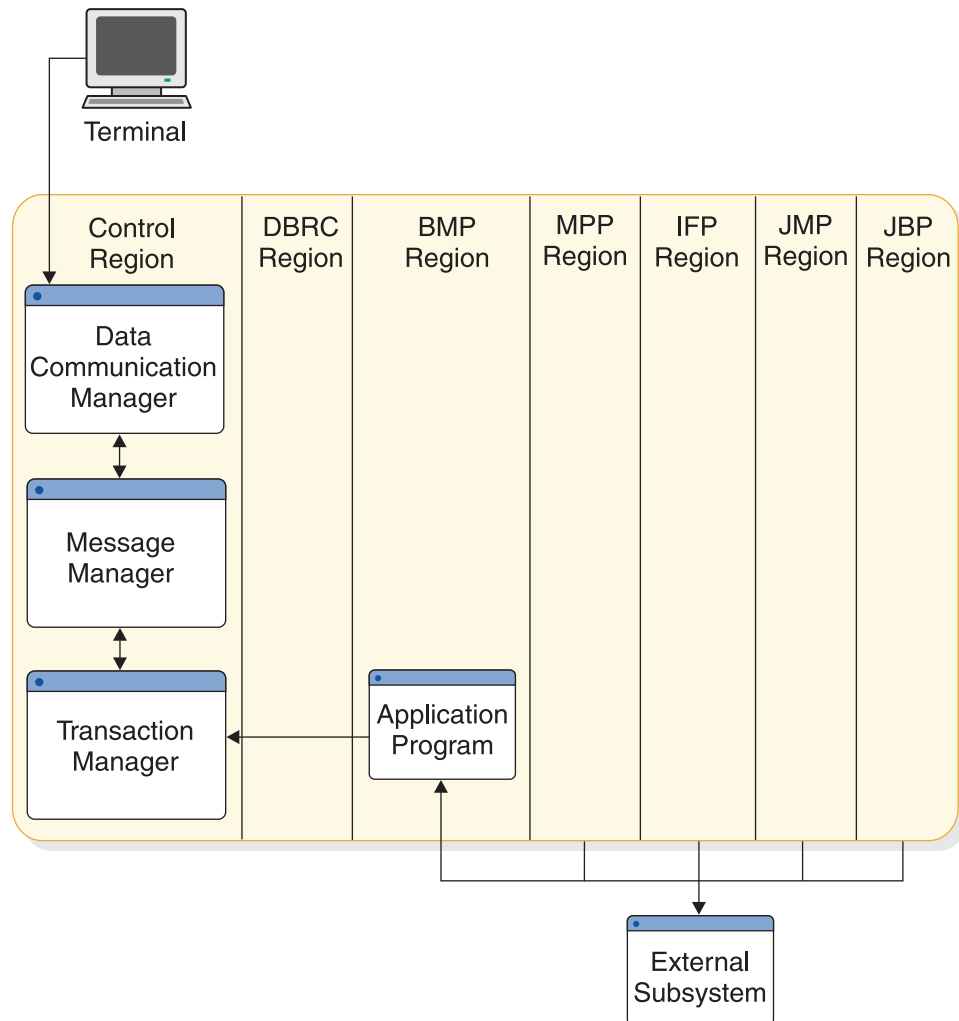 Terminal
Control
Region
DBRC
Region
BMP
Region
MPP
Region
IFP
Region
JMP
Region
JBP
Region
Data
Communication
Manager
Message
Manager
Transaction
Manager
Application
Program
External
Subsystem